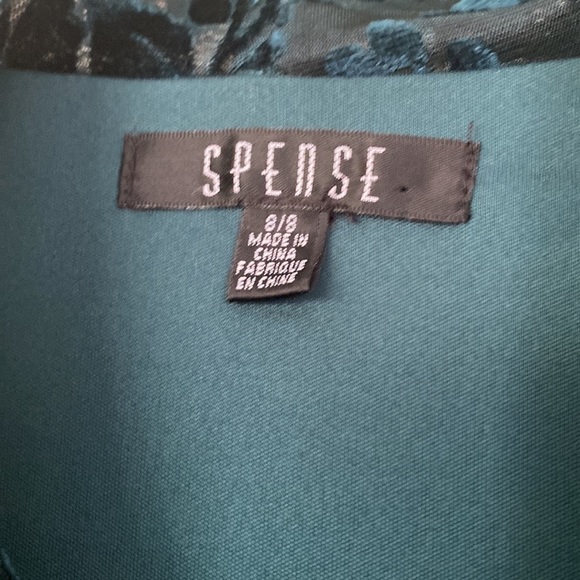 SPENSE
8/8
MADE IN
CHINA
FABRIQUE
EN CHINE